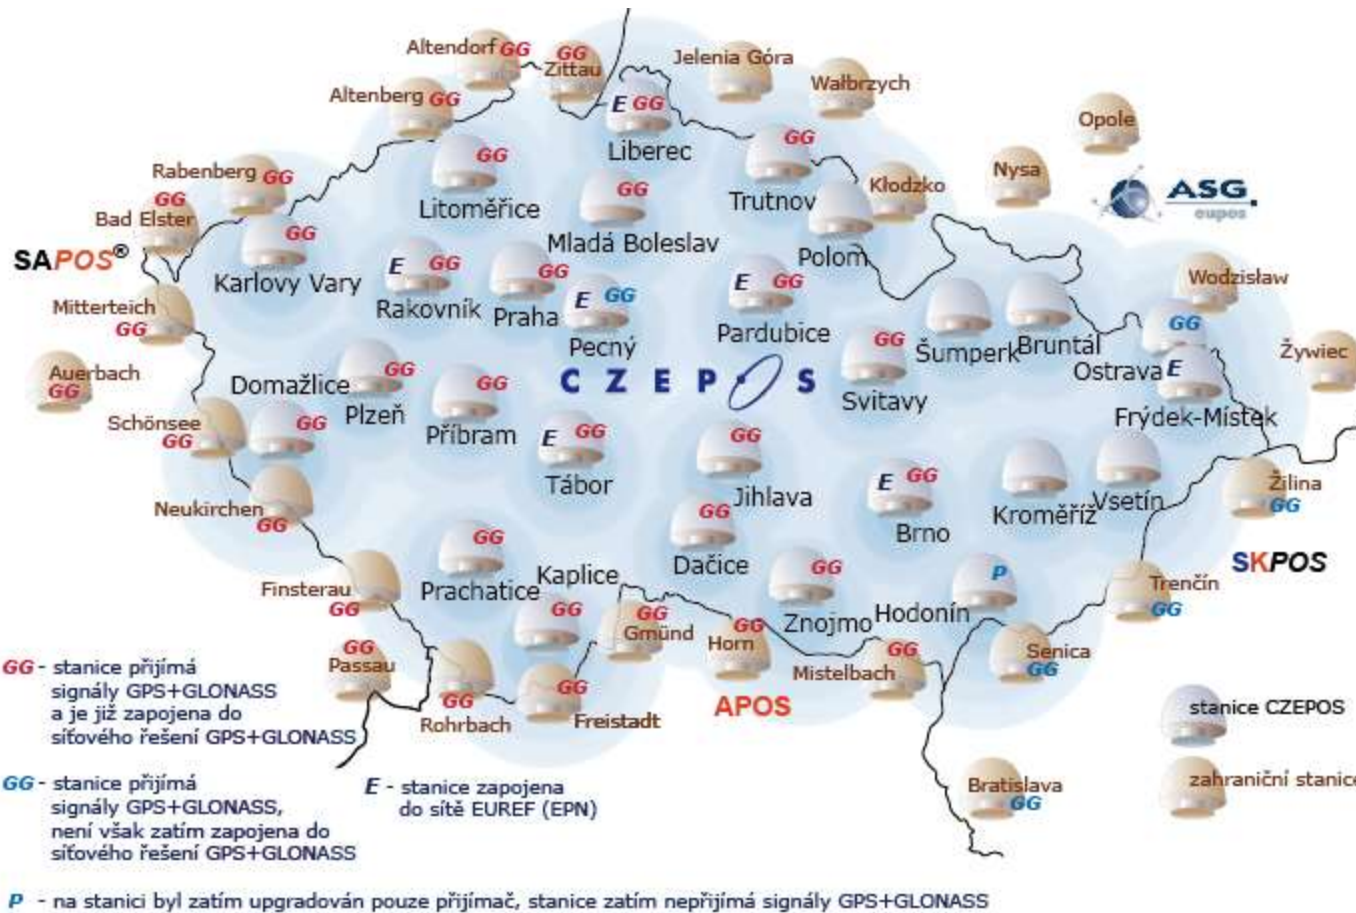 Altendorf GG
GG
Zittau
Jelenia Góra
Wałbrzych
Altenberg GG
E GG
Liberec
Opole
GG
Litoměřice
GG
Trutnov
Nysa
ASG
eupos
Rabenberg GG
GG
Bad Elster
GG
Mladá Boleslav
Kłodzko
Polom
SAPOS®
GG
Karlovy Vary
E GG
Rakovník
GG
Praha
E GG
Pecný
E GG
Pardubice
Wodzisław
Mitterteich
GG
Šumperk
Bruntál
GG
Ostrava
Żywiec
Auerbach
GG
Domažlice
GG
GG
Plzeň
GG
Příbram
CZEPOS
GG
Svitavy
E
Frýdek-Místek
Schönsee
GG
E GG
Tábor
GG
Jihlava
E GG
Brno
Kroměříž
Vsetín
Žilina
GG
Neukirchen
GG
GG
Prachatice
GG
Dačice
SKPOS
Finsterau
GG
Kaplice
GG
GG
Gmünd
GG
Horn
GG
Znojmo
P
Hodonín
Trenčín
GG
GG
Passau
Rohrbach
GG
GG
Freistadt
APOS
GG
Mistelbach
Senica
GG
GG - stanice přijímá
signály GPS+GLONASS
a je již zapojena do
síťového řešení GPS+GLONASS
stanice CZEPOS
GG - stanice přijímá
signály GPS+GLONASS,
není však zatím zapojena do
síťového řešení GPS+GLONASS
E - stanice zapojena
do sítě EUREF (EPN)
Bratislava
GG
zahraniční stanice
P - na stanici byl zatím upgradován pouze přijímač, stanice zatím nepřijímá signály GPS+GLONASS